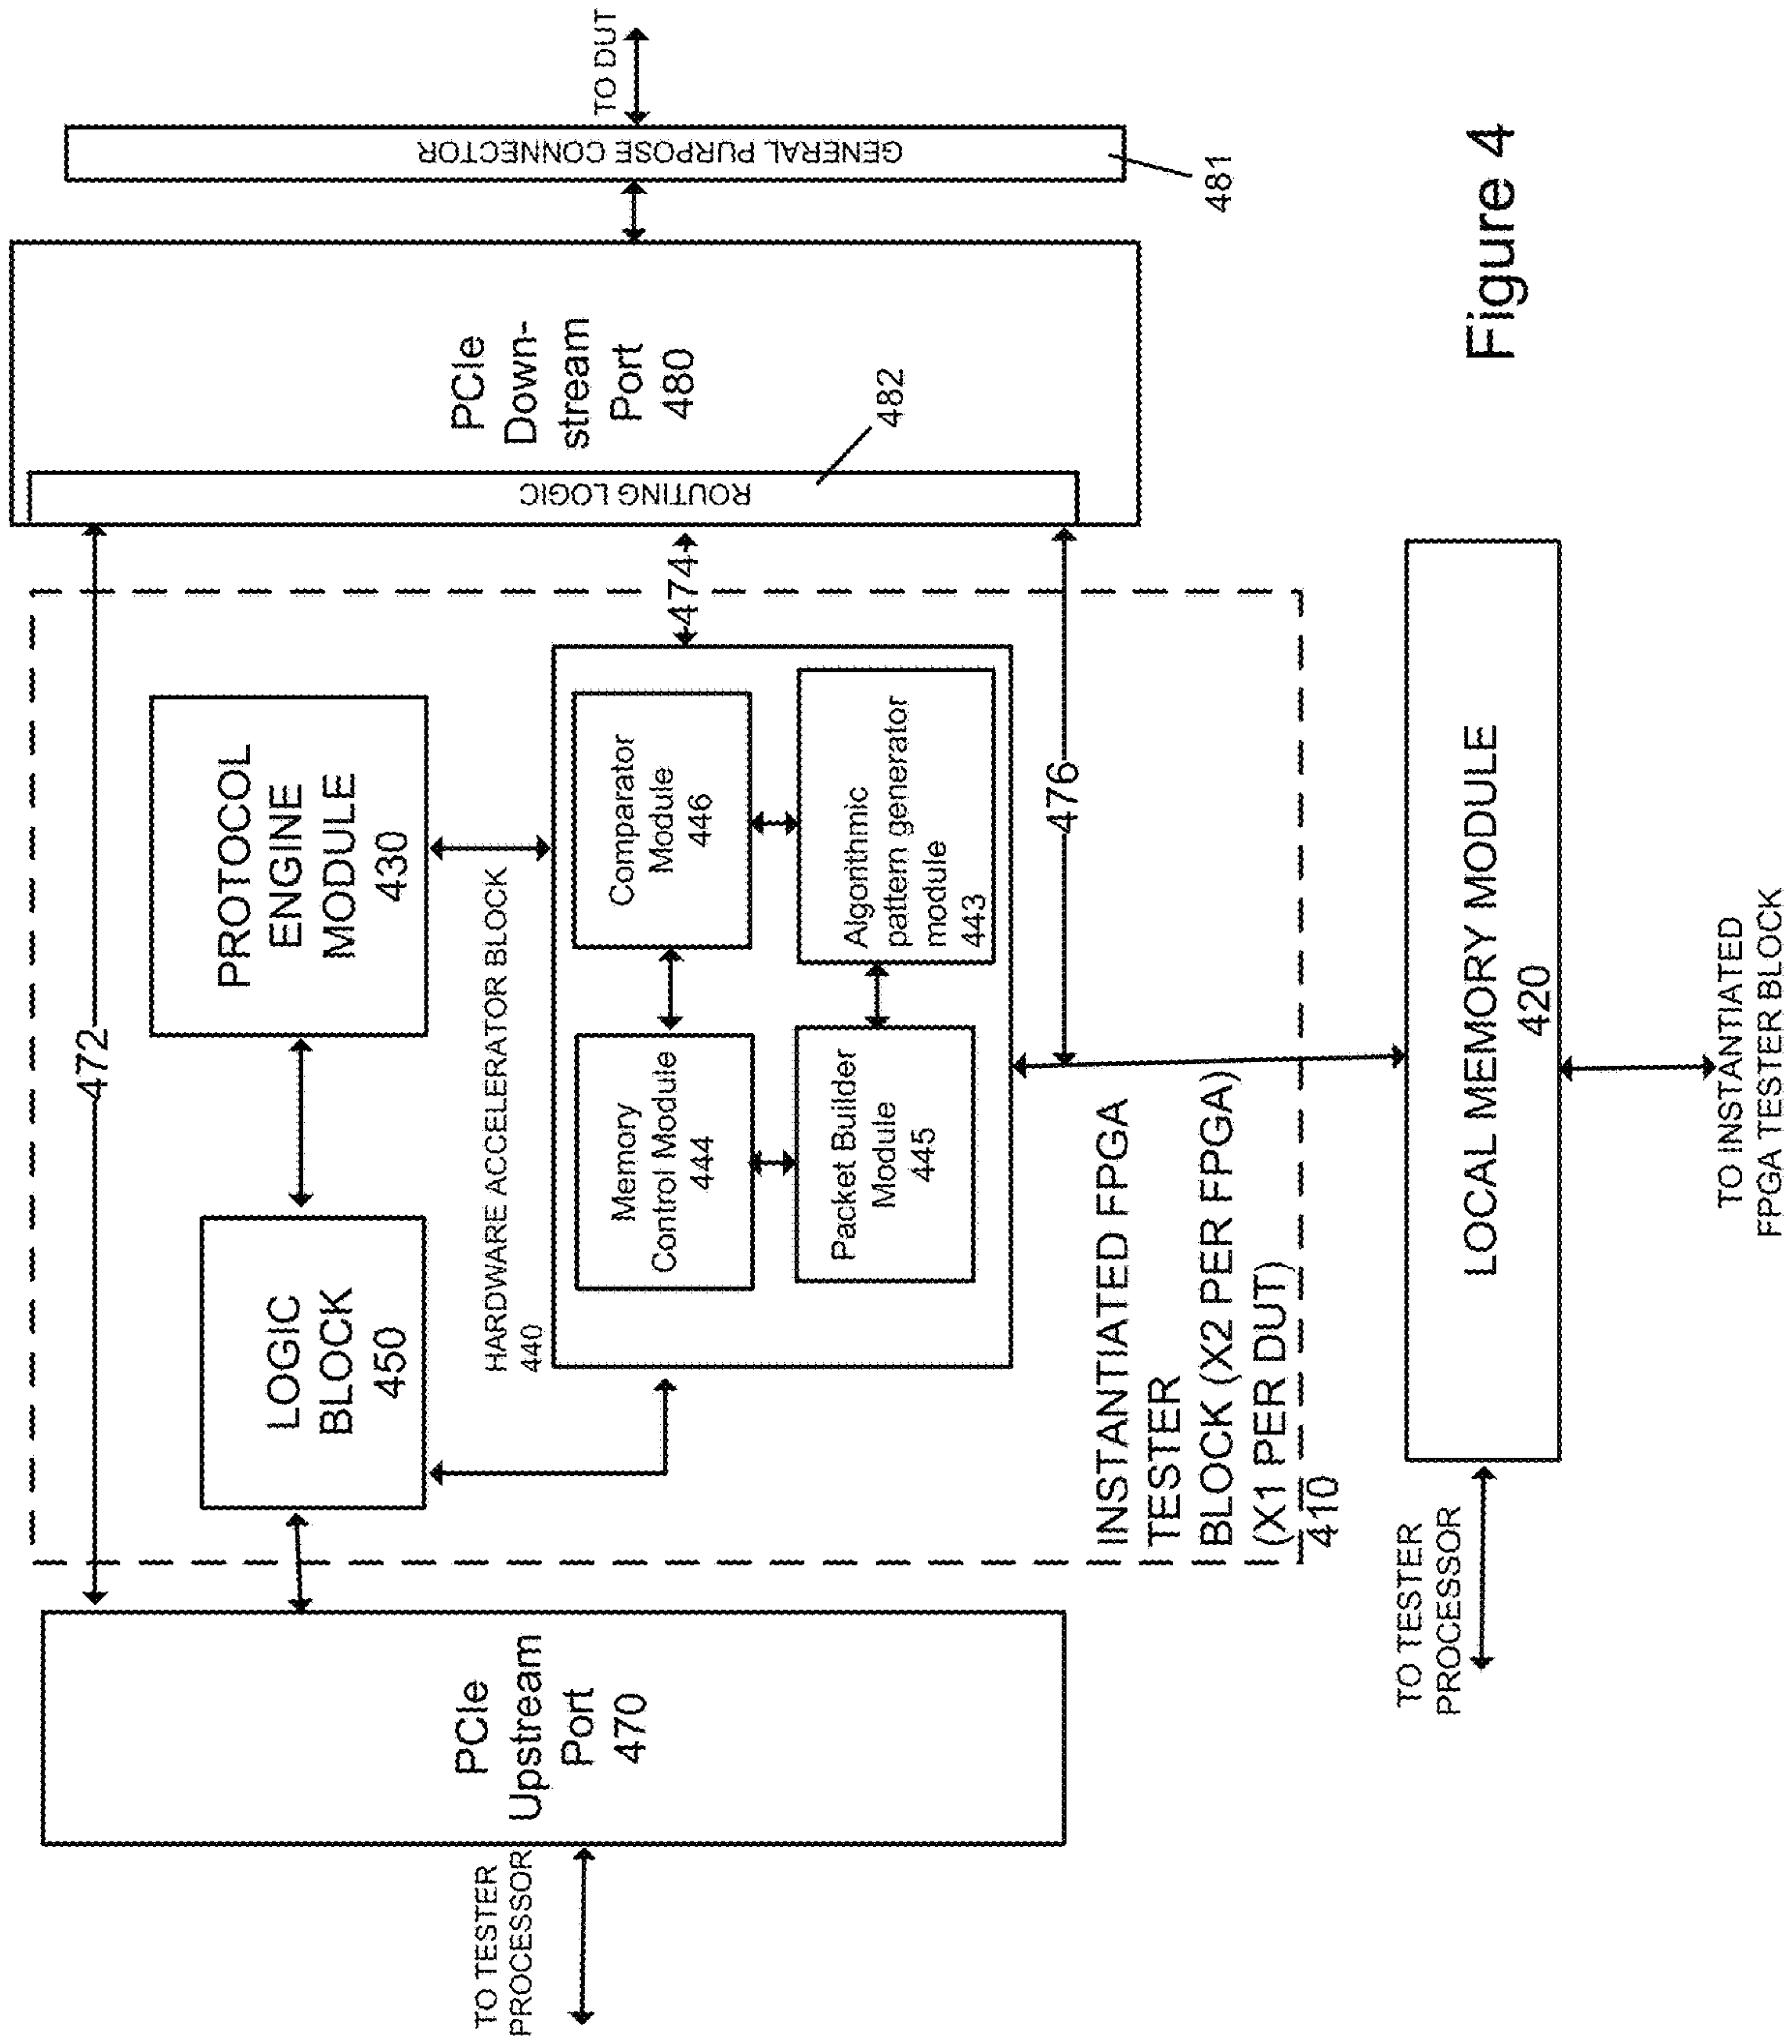 472
PCIe
Upstream
Port
470
TO TESTER
PROCESSOR
LOGIC
BLOCK
450
PROTOCOL
ENGINE
MODULE
430
HARDWARE ACCELERATOR BLOCK
440
Memory
Control Module
444
Comparator
Module
446
Packet Builder
Module
445
Algorithmic
pattern generator
module
443
474
476
INSTANTIATED FPGA
TESTER
BLOCK (X2 PER FPGA)
(X1 PER DUT)
410
ROUTING LOGIC
482
PCIe
Down-
stream
Port
480
GENERAL PURPOSE CONNECTOR
481
TO DUT
TO TESTER
PROCESSOR
LOCAL MEMORY MODULE
420
TO INSTANTIATED
FPGA TESTER BLOCK
Figure 4